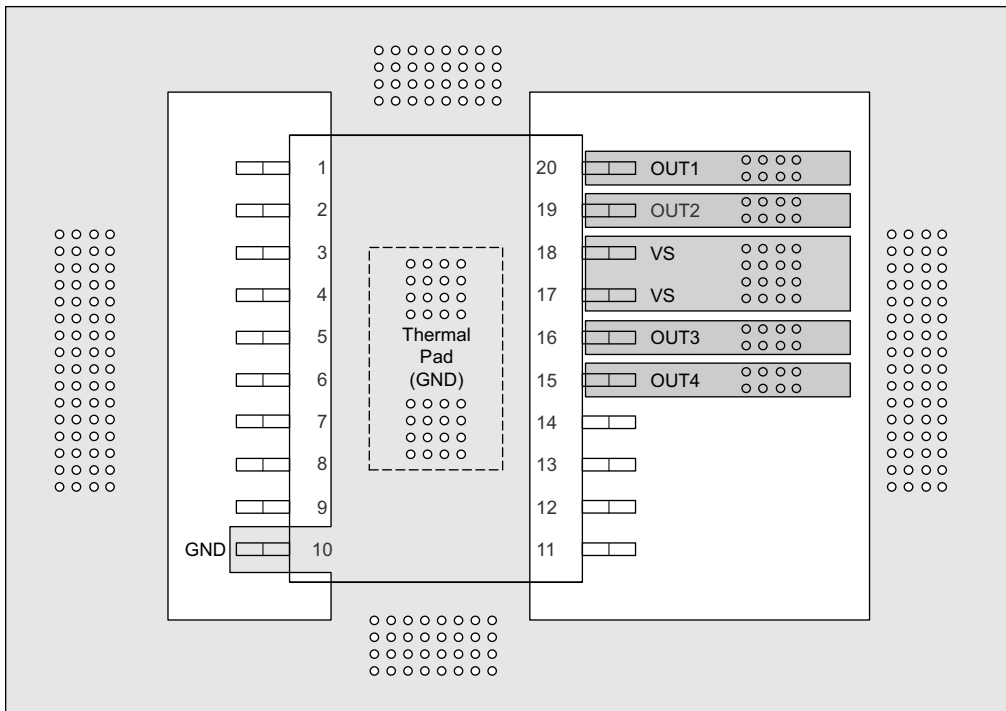 1 20 OUT1
2 19 OUT2
3 18 VS
4 17 VS
5 16 OUT3
6 15 OUT4
7 14
8 13
9 12
GND 10 11
Thermal
Pad
(GND)